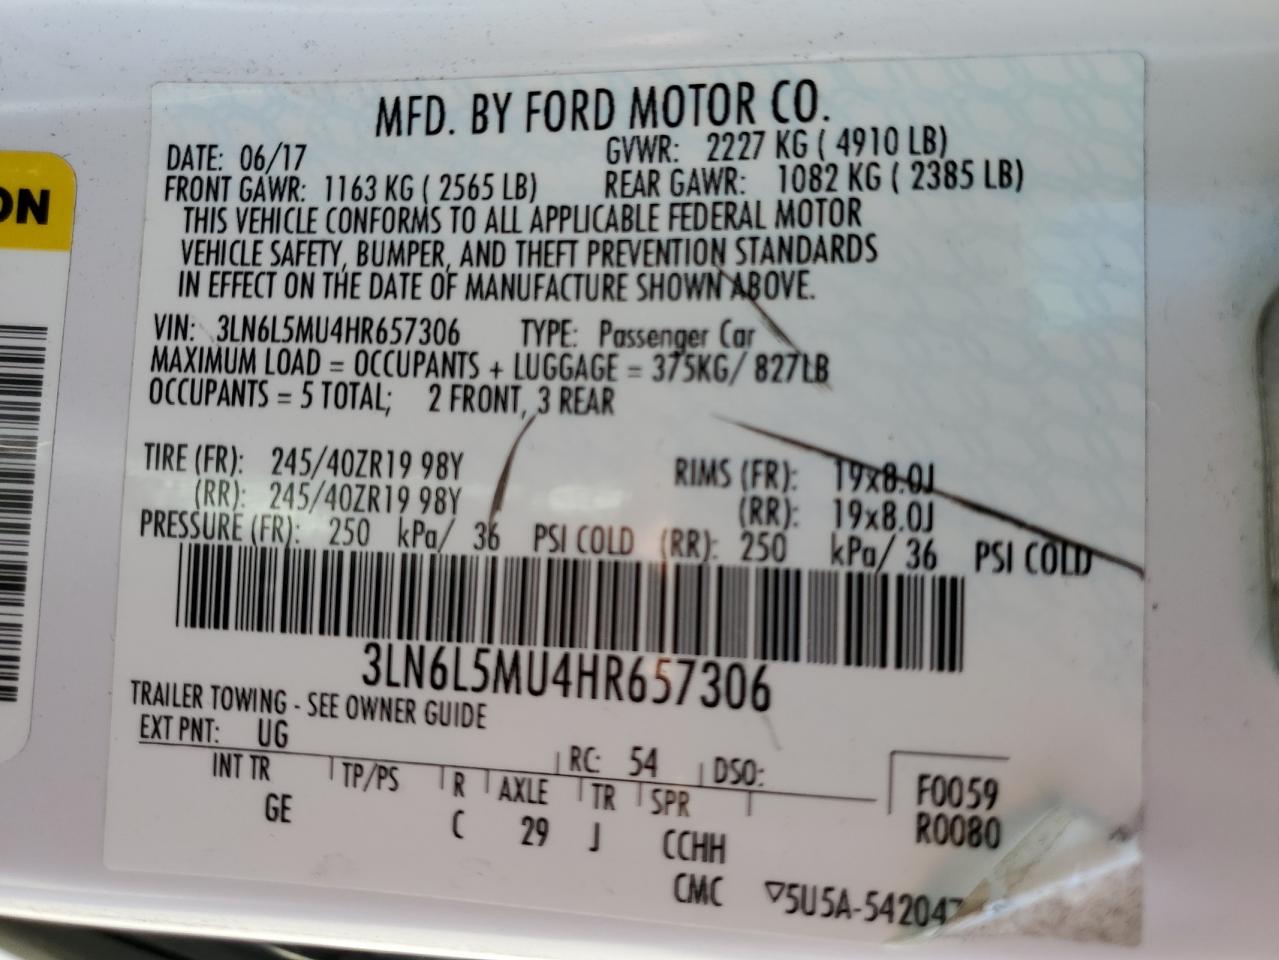 MFD. BY FORD MOTOR CO.
DATE: 06/17 GVWR: 2227 KG ( 4910 LB)
FRONT GAWR: 1163 KG ( 2565 LB) REAR GAWR: 1082 KG ( 2385 LB)
THIS VEHICLE CONFORMS TO ALL APPLICABLE FEDERAL MOTOR
VEHICLE SAFETY, BUMPER, AND THEFT PREVENTION STANDARDS
IN EFFECT ON THE DATE OF MANUFACTURE SHOWN ABOVE.
VIN: 3LN6L5MU4HR657306 TYPE: Passenger Car
MAXIMUM LOAD = OCCUPANTS + LUGGAGE = 375KG/ 827LB
OCCUPANTS = 5 TOTAL; 2 FRONT, 3 REAR
TIRE (FR): 245/40ZR19 98Y RIMS (FR): 19x8.0J
(RR): 245/40ZR19 98Y (RR): 19x8.0J
PRESSURE (FR): 250 kPa/ 36 PSI COLD (RR): 250 kPa/ 36 PSI COLD
3LN6L5MU4HR657306
TRAILER TOWING - SEE OWNER GUIDE
EXT PNT: UG RC: 54 DSO:
INT TR TP/PS R AXLE TR SPR F0059
GE C 29 J CCHH R0080
CMC ▽5U5A-542047